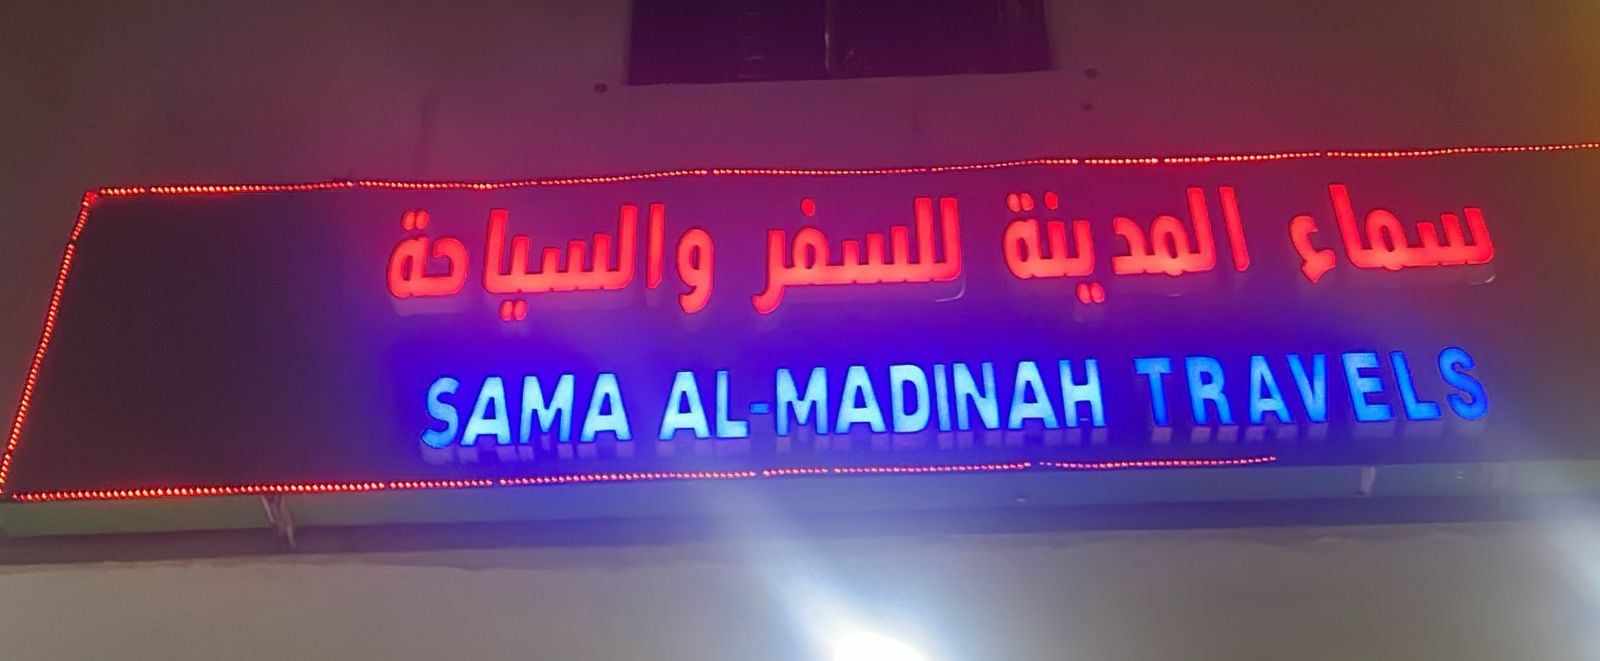 سماء المدينة للسفر والسياحة
SAMA AL-MADINAH TRAVELS